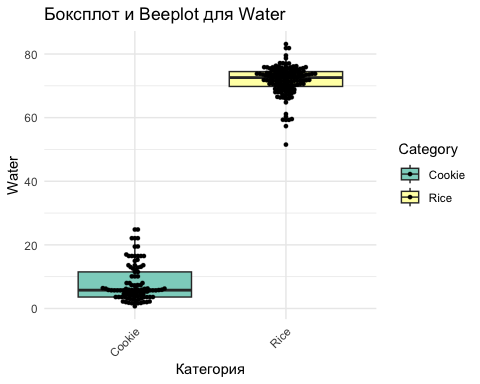 Боксплот и Beeplot для Water
80
60
40
20
0
Water
Cookie
Rice
Категория
Category
Cookie
Rice